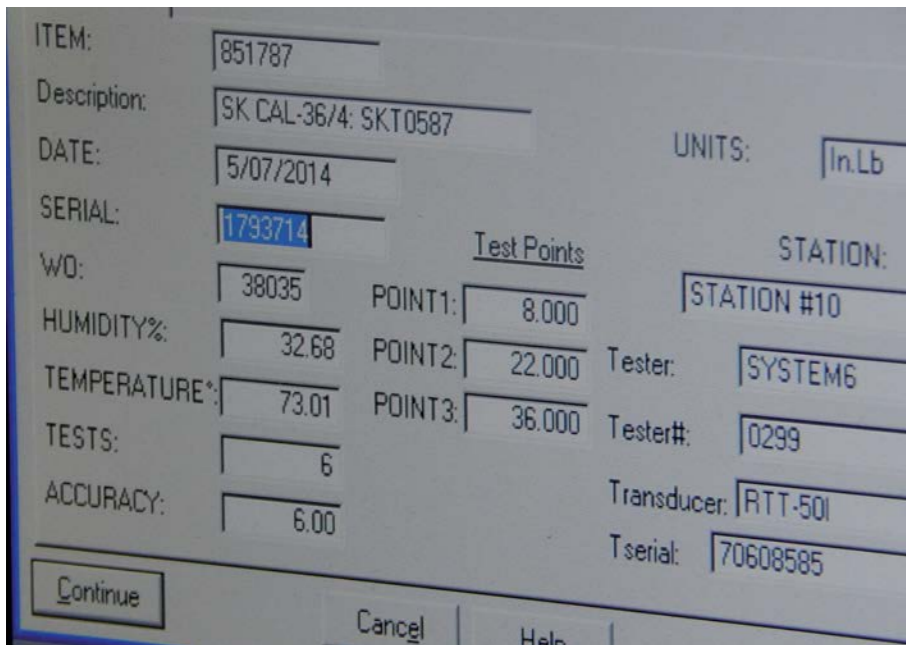 ITEM: 851787
Description: SK CAL-36/4: SKT0587
UNITS: In.Lb
DATE: 5/07/2014
SERIAL: 1793714
Test Points
STATION:
STATION #10
WO: 38035
POINT1: 8.000
HUMIDITY%: 32.68
POINT2: 22.000
Tester: SYSTEM6
TEMPERATURE°: 73.01
POINT3: 36.000
Tester#: 0299
TESTS: 6
Transducer: RTT-50I
ACCURACY: 6.00
Tserial: 70608585
Continue
Cancel
Help